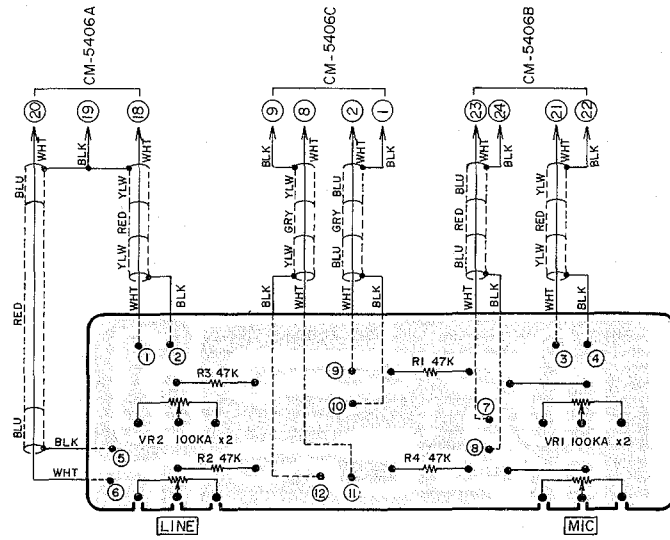 CM-5406A
CM-5406C
CM-5406B
20 19 18 9 8 2 1 23 24 21 22
WHT BLK WHT BLK WHT WHT BLK WHT WHT WHT BLK
BLU YLW YLW BLU BLU YLW
RED RED GRY GRY RED RED
YLW YLW BLU BLU YLW
WHT BLK BLK WHT WHT BLK WHT BLK WHT BLK
1 2 3 4
R3 47K
9
R1 47K
10
7
VR2 100KA x2
VR1 100KA x2
BLU
BLK
5
8
R2 47K
R4 47K
WHT
6
12 11
LINE
MIC